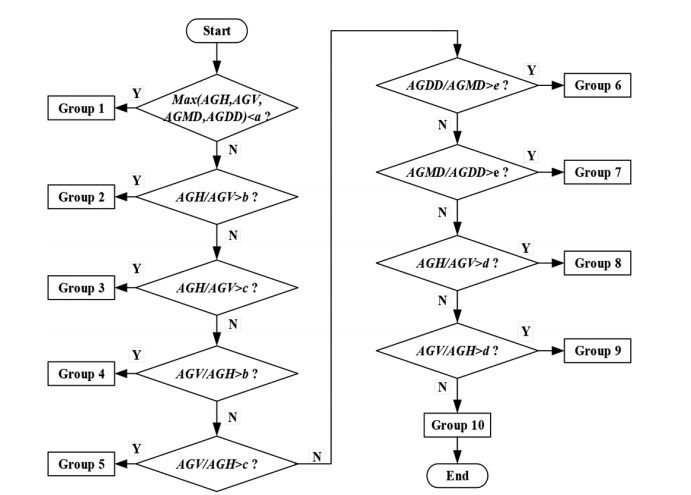 Start
Max(AGH,AGV,
AGMD,AGDD)<a ?
Y
Group 1
N
AGH/AGV>b ?
Y
Group 2
N
AGH/AGV>c ?
Y
Group 3
N
AGV/AGH>b ?
Y
Group 4
N
AGV/AGH>c ?
Y
Group 5
N
AGDD/AGMD>e ?
Y
Group 6
N
AGMD/AGDD>e ?
Y
Group 7
N
AGH/AGV>d ?
Y
Group 8
N
AGV/AGH>d ?
Y
Group 9
N
Group 10
End